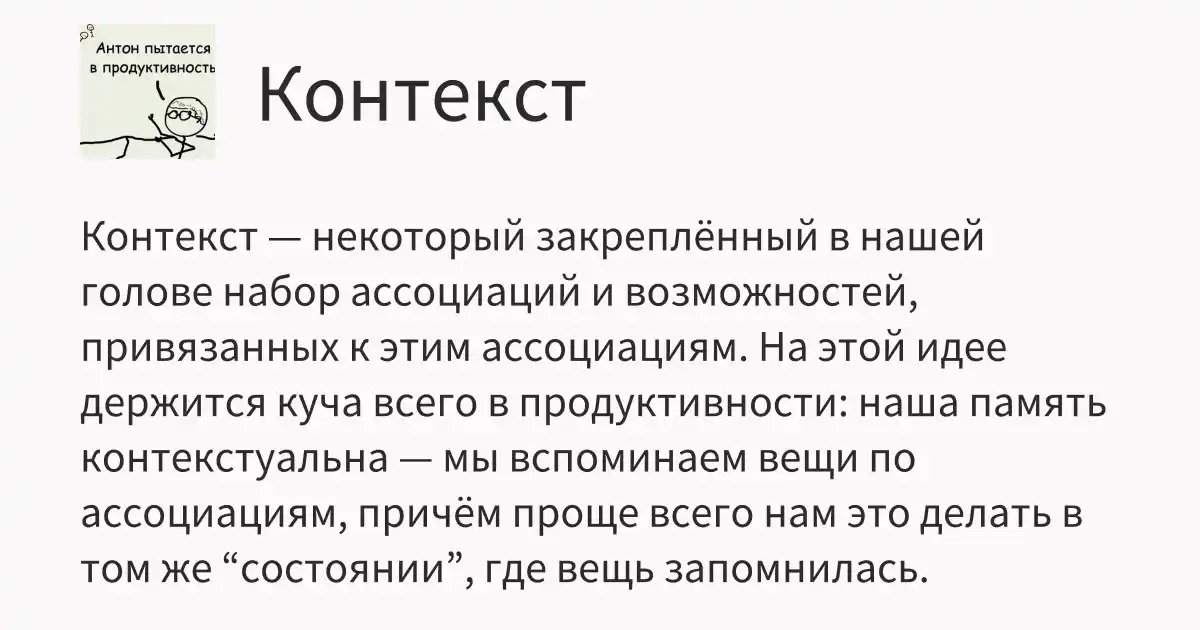 Антон пытается
в продуктивность
Контекст
Контекст — некоторый закреплённый в нашей
голове набор ассоциаций и возможностей,
привязанных к этим ассоциациям. На этой идее
держится куча всего в продуктивности: наша память
контекстуальна — мы вспоминаем вещи по
ассоциациям, причём проще всего нам это делать в
том же “состоянии”, где вещь запомнилась.